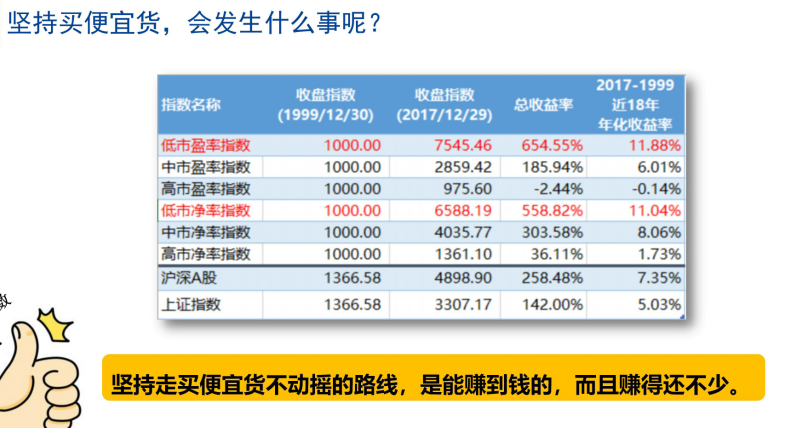 坚持买便宜货，会发生什么事呢？
指数名称 收盘指数 (1999/12/30) 收盘指数 (2017/12/29) 总收益率 2017-1999 近18年 年化收益率
低市盈率指数 1000.00 7545.46 654.55% 11.88%
中市盈率指数 1000.00 2859.42 185.94% 6.01%
高市盈率指数 1000.00 975.60 -2.44% -0.14%
低市净率指数 1000.00 6588.19 558.82% 11.04%
中市净率指数 1000.00 4035.77 303.58% 8.06%
高市净率指数 1000.00 1361.10 36.11% 1.73%
沪深A股 1366.58 4898.90 258.48% 7.35%
上证指数 1366.58 3307.17 142.00% 5.03%
数
坚持走买便宜货不动摇的路线，是能赚到钱的，而且赚得还不少。